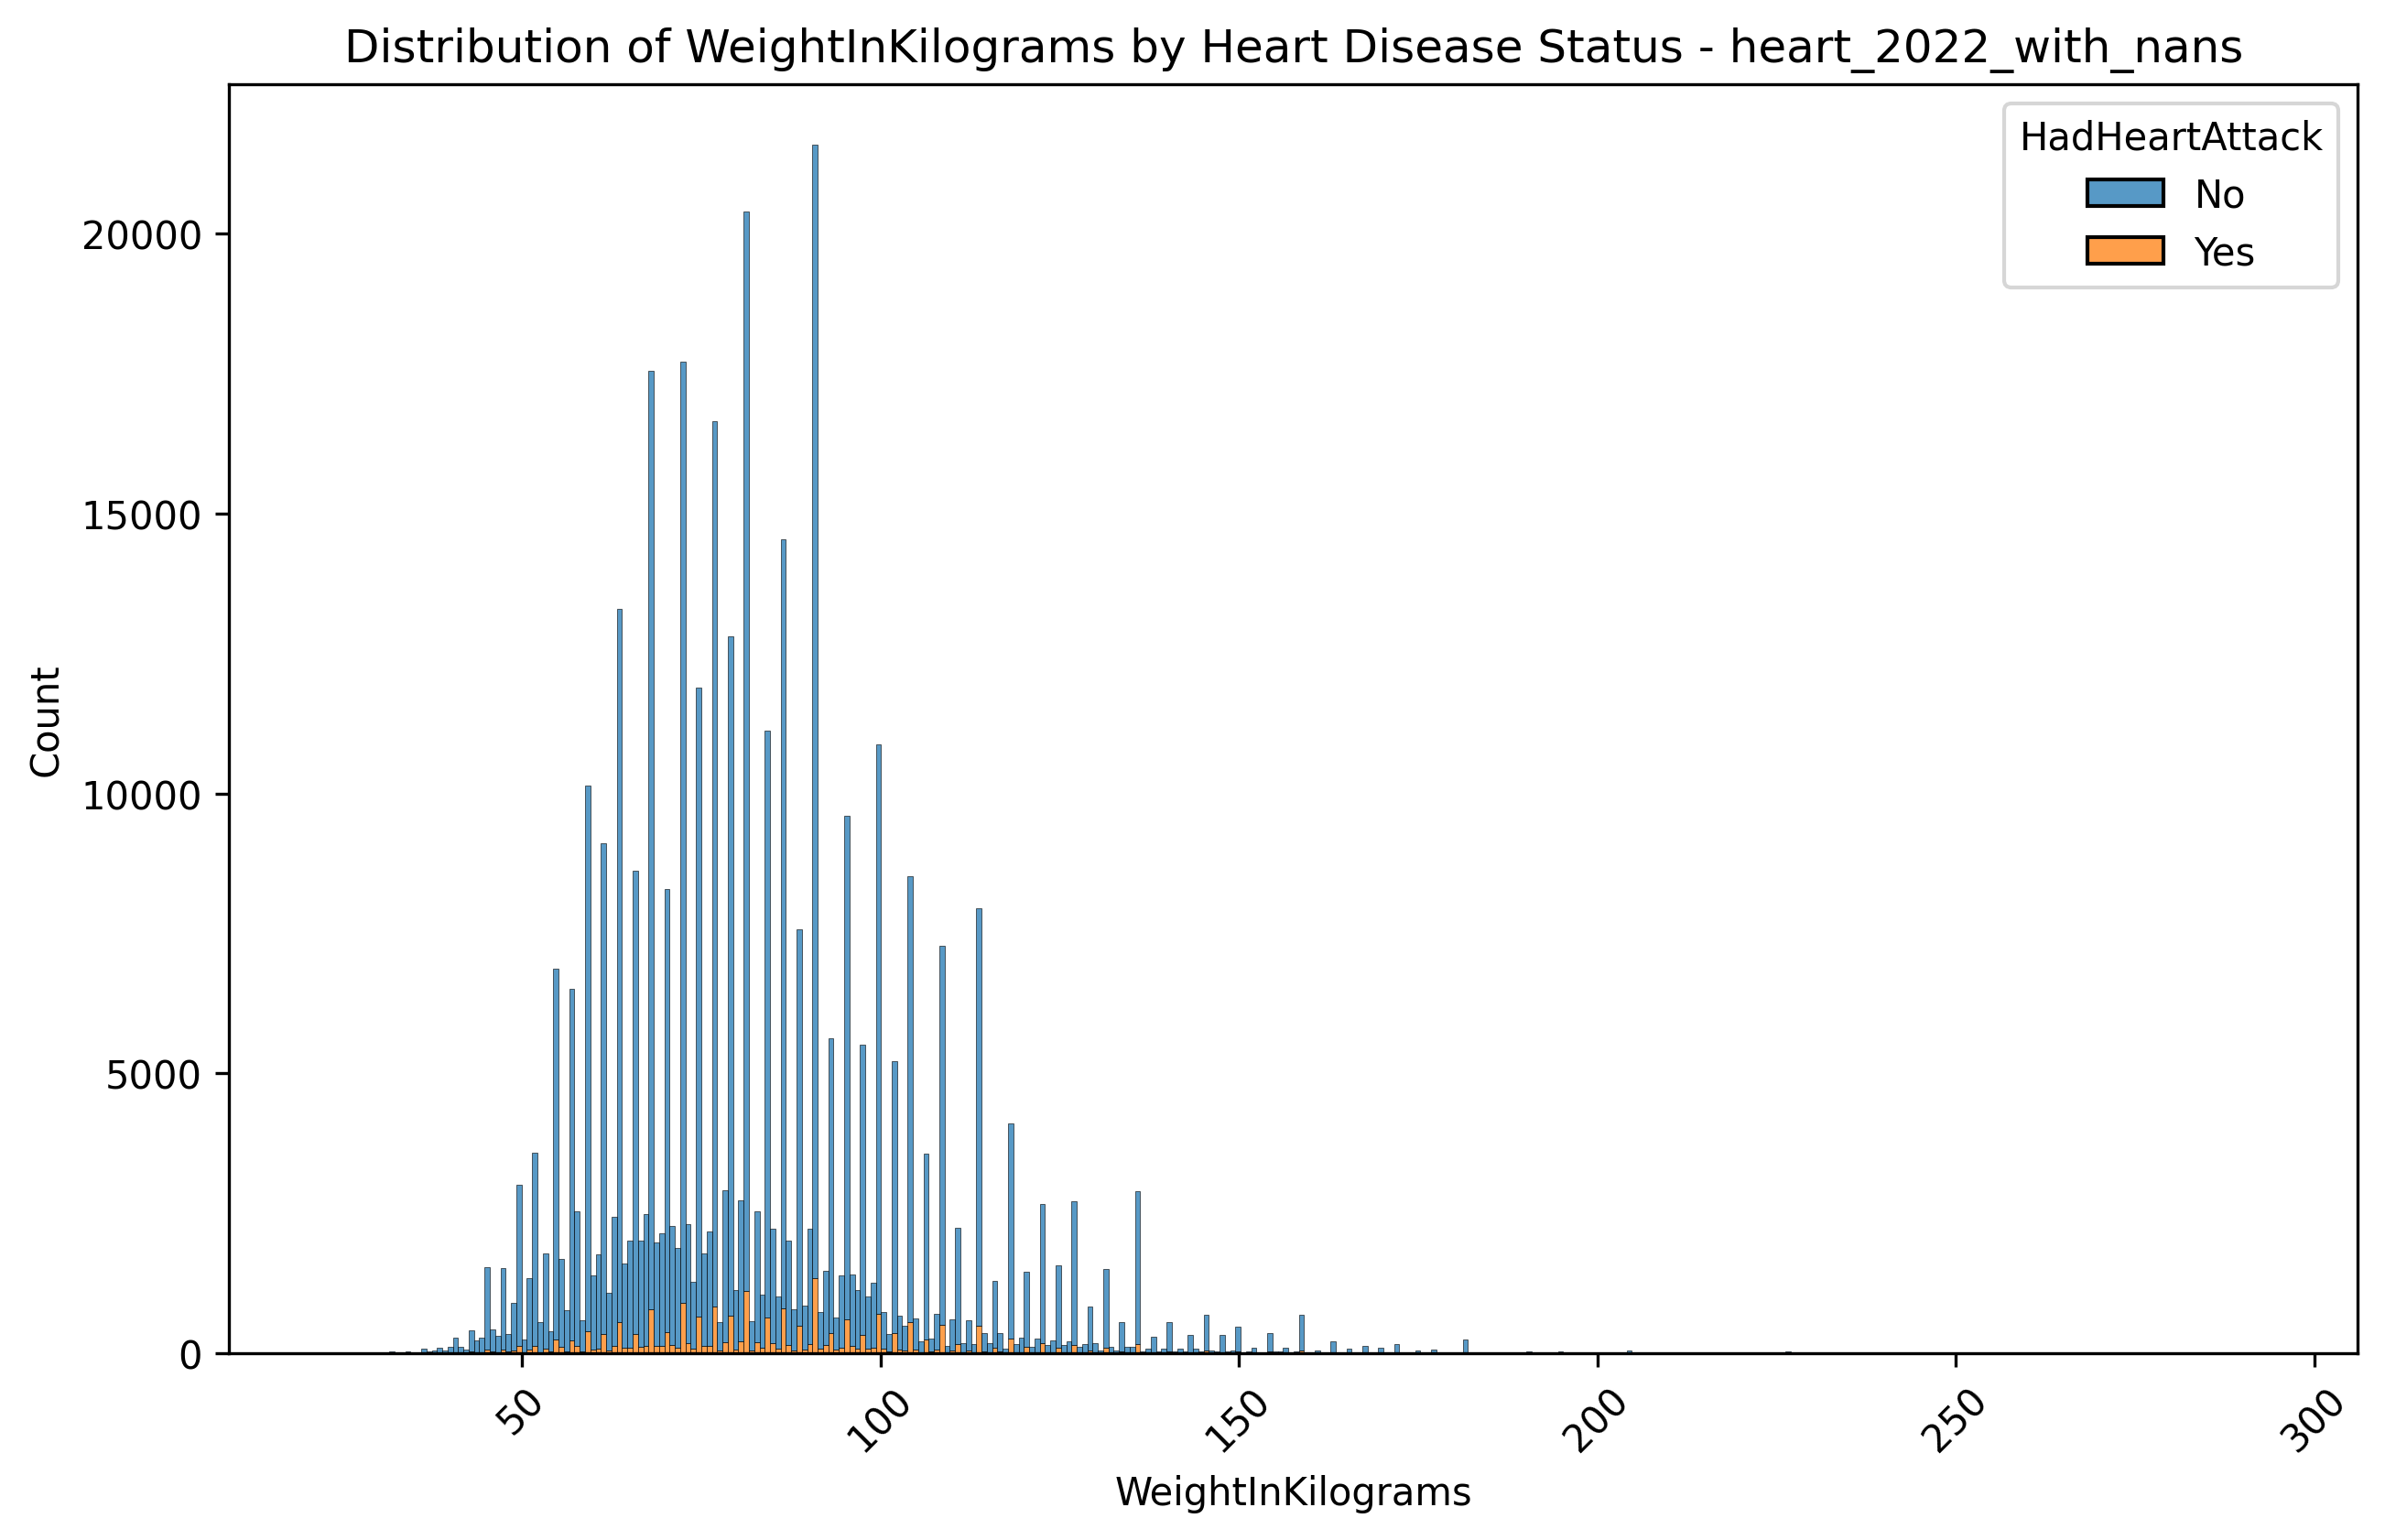 Distribution of WeightInKilograms by Heart Disease Status - heart_2022_with_nans
HadHeartAttack
No
Yes
20000
15000
10000
5000
0
Count
50
100
150
200
250
300
WeightInKilograms